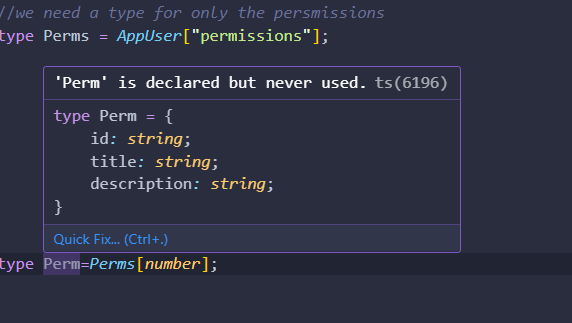 //we need a type for only the persmissions
type Perms = AppUser["permissions"];
'Perm' is declared but never used. ts(6196)
type Perm = {
    id: string;
    title: string;
    description: string;
}
Quick Fix... (Ctrl+.)
type Perm=Perms[number];